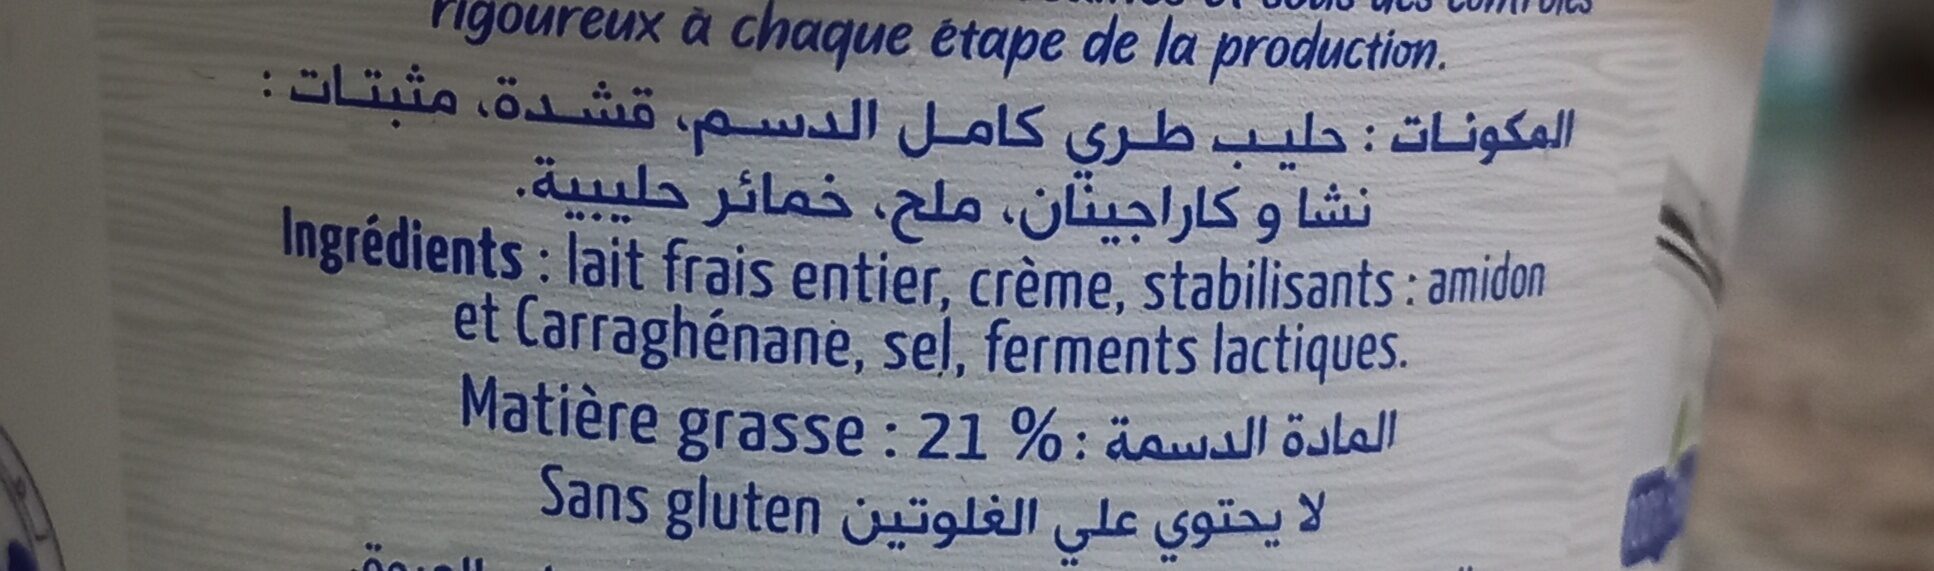 rigoureux à chaque étape de la production.
المكونات : حليب طري كامل الدسم، قشدة، مثبتات :
نشا و كاراجينان، ملح، خمائر حليبية.
Ingrédients : lait frais entier, crème, stabilisants : amidon
et Carraghénane, sel, ferments lactiques.
Matière grasse : 21 % : المادة الدسمة
Sans gluten لا يحتوي علي الغلوتين